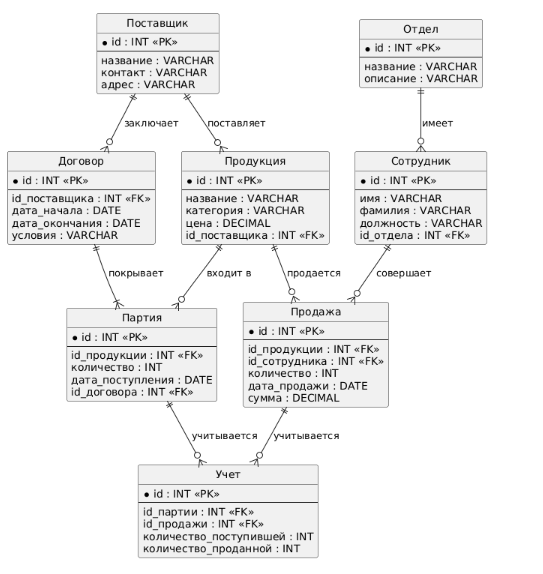 Поставщик
id : INT «PK»
название : VARCHAR
контакт : VARCHAR
адрес : VARCHAR
Отдел
id : INT «PK»
название : VARCHAR
описание : VARCHAR
заключает
поставляет
имеет
Договор
id : INT «PK»
id_поставщика : INT «FK»
дата_начала : DATE
дата_окончания : DATE
условия : VARCHAR
Продукция
id : INT «PK»
название : VARCHAR
категория : VARCHAR
цена : DECIMAL
id_поставщика : INT «FK»
Сотрудник
id : INT «PK»
имя : VARCHAR
фамилия : VARCHAR
должность : VARCHAR
id_отдела : INT «FK»
покрывает
входит в
продается
совершает
Партия
id : INT «PK»
id_продукции : INT «FK»
количество : INT
дата_поступления : DATE
id_договора : INT «FK»
Продажа
id : INT «PK»
id_продукции : INT «FK»
id_сотрудника : INT «FK»
количество : INT
дата_продажи : DATE
сумма : DECIMAL
учитывается
учитывается
Учет
id : INT «PK»
id_партии : INT «FK»
id_продажи : INT «FK»
количество_поступившей : INT
количество_проданной : INT